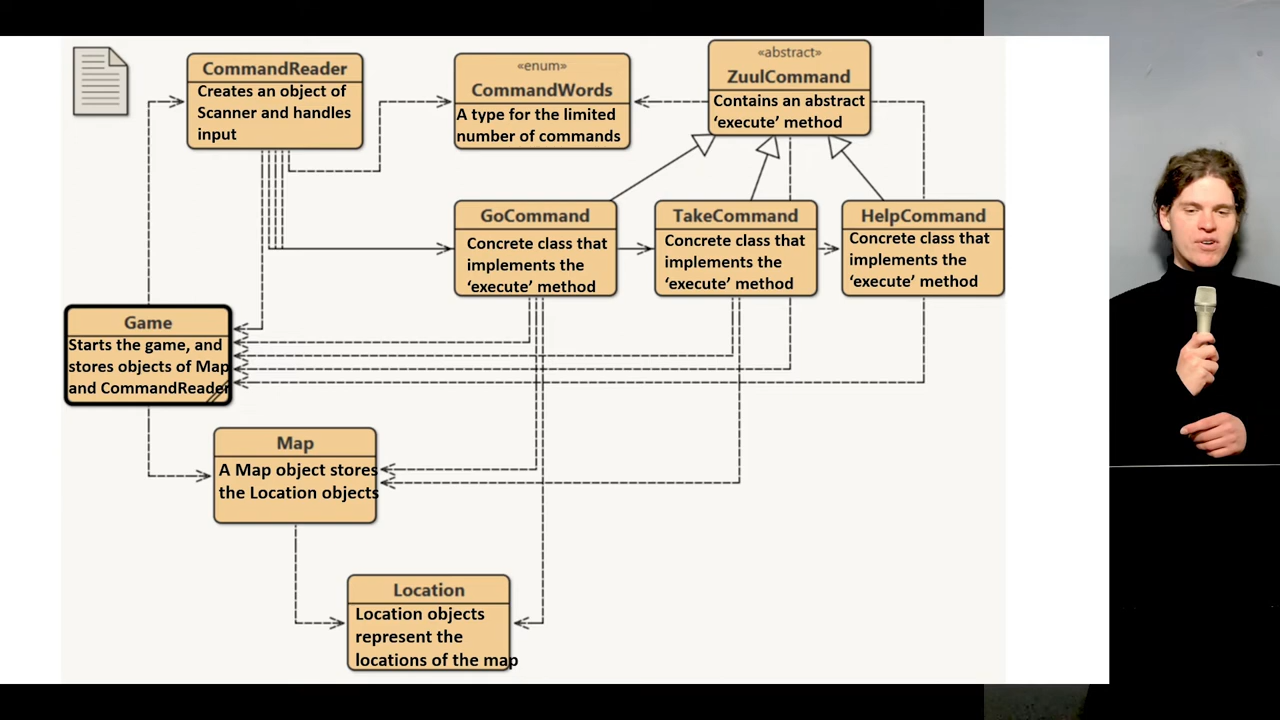 CommandReader
Creates an object of
Scanner and handles
input
«enum»
CommandWords
A type for the limited
number of commands
«abstract»
ZuulCommand
Contains an abstract
‘execute’ method
GoCommand
Concrete class that
implements the
‘execute’ method
TakeCommand
Concrete class that
implements the
‘execute’ method
HelpCommand
Concrete class that
implements the
‘execute’ method
Game
Starts the game, and
stores objects of Map
and CommandReader
Map
A Map object stores
the Location objects
Location
Location objects
represent the
locations of the map